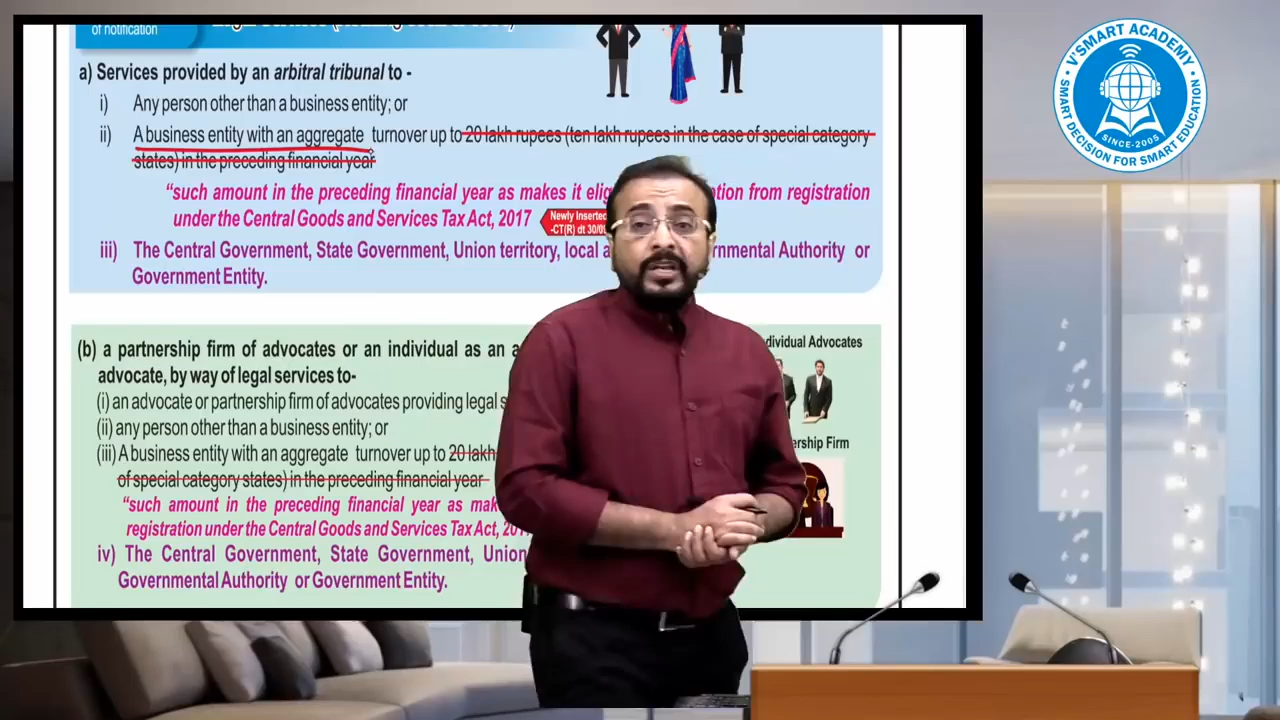 of notification
a) Services provided by an arbitral tribunal to -
i) Any person other than a business entity; or
ii) A business entity with an aggregate turnover up to 20 lakh rupees (ten lakh rupees in the case of special category
states) in the preceding financial year
“such amount in the preceding financial year as makes it from registration
under the Central Goods and Services Tax Act, 2017
Newly Inserted
-CT(R) dt
iii) The Central Government, State Government, Union territory, local Authority or
Government Entity.
(b) a partnership firm of advocates or an individual as an
advocate, by way of legal services to-
(i) an advocate or partnership firm of advocates providing legal
(ii) any person other than a business entity; or
(iii) A business entity with an aggregate turnover up to 20 lakh
of special category states) in the preceding financial year
“such amount in the preceding financial year as
registration under the Central Goods and Services Tax Act,
iv) The Central Government, State Government, Union
Governmental Authority or Government Entity.
Advocates
Firm
V'SMART ACADEMY
SMART DECISION FOR SMART EDUCATION
SINCE-2005